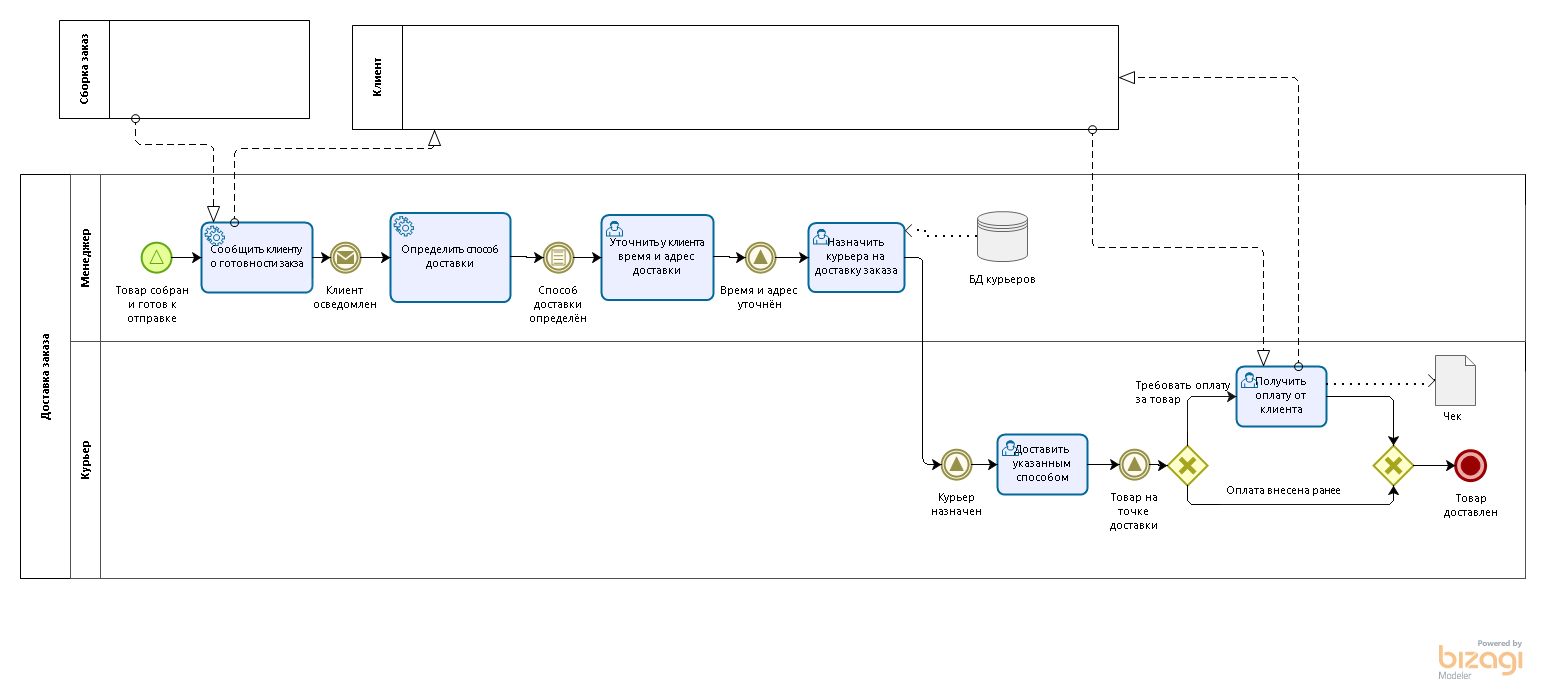 Сборка заказ
Клиент
Доставка заказа
Менеджер
Товар собран
и готов к
отправке
Сообщить клиенту
о готовности закза
Клиент
осведомлен
Определить способ
доставки
Способ
доставки
определён
Уточнить у клиента
время и адрес
доставки
Время и адрес
уточнён
Назначить
курьера на
доставку заказа
БД курьеров
Курьер
Курьер
назначен
Доставить
указанным
способом
Товар на
точке
доставки
Требовать оплату
за товар
Получить
оплату от
клиента
Чек
Оплата внесена ранее
Товар
доставлен
Powered by
bizagi
Modeler